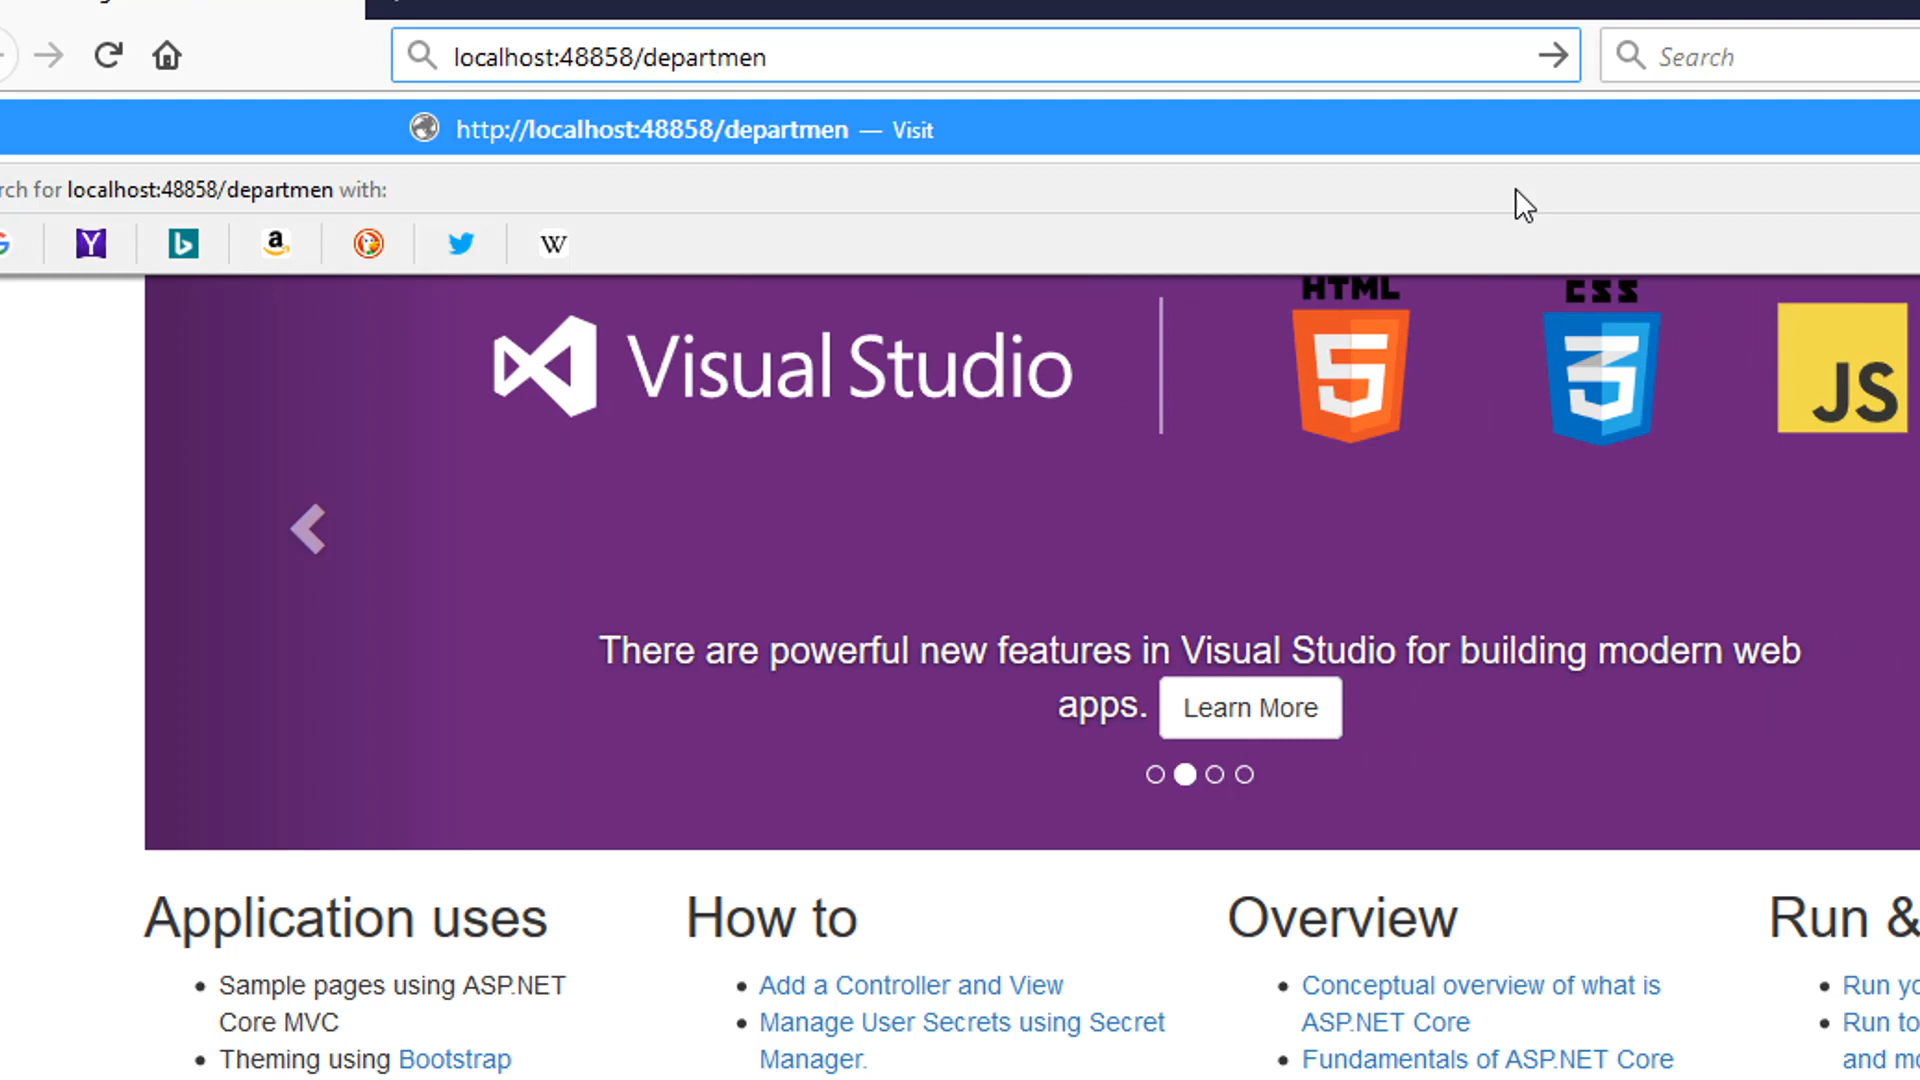 localhost:48858/departmen
Search
http://localhost:48858/departmen — Visit
rch for localhost:48858/departmen with:
Y b a W
Visual Studio
HTML
5
CSS
3
JS
There are powerful new features in Visual Studio for building modern web
apps. Learn More
Application uses
Sample pages using ASP.NET
Core MVC
Theming using Bootstrap
How to
Add a Controller and View
Manage User Secrets using Secret
Manager.
Overview
Conceptual overview of what is
ASP.NET Core
Fundamentals of ASP.NET Core
Run &
Run yo
Run to
and mo